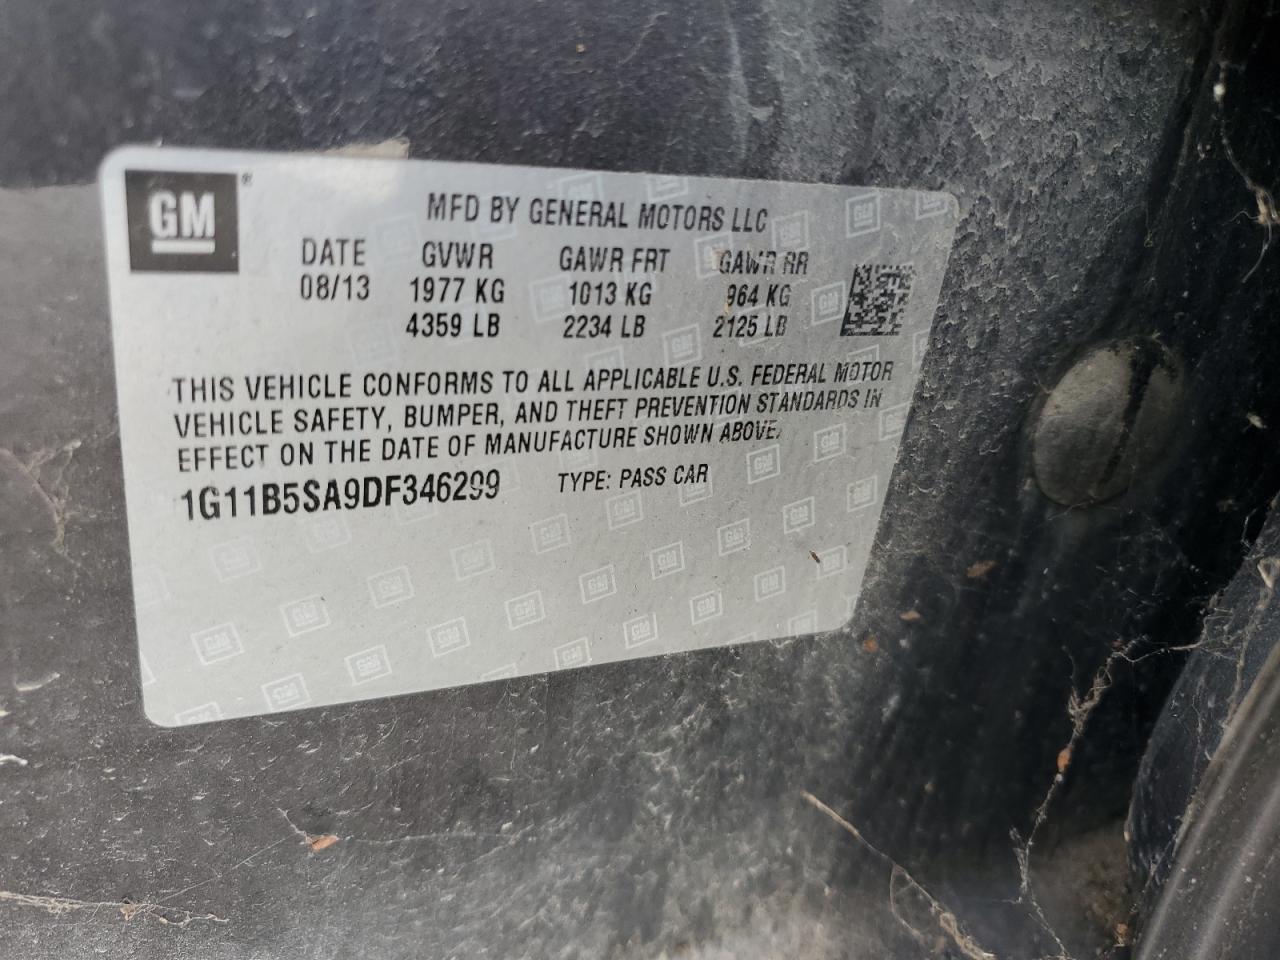 GM ®
MFD BY GENERAL MOTORS LLC
DATE GVWR GAWR FRT GAWR RR
08/13 1977 KG 1013 KG 964 KG
4359 LB 2234 LB 2125 LB
THIS VEHICLE CONFORMS TO ALL APPLICABLE U.S. FEDERAL MOTOR
VEHICLE SAFETY, BUMPER, AND THEFT PREVENTION STANDARDS IN
EFFECT ON THE DATE OF MANUFACTURE SHOWN ABOVE.
1G11B5SA9DF346299 TYPE: PASS CAR